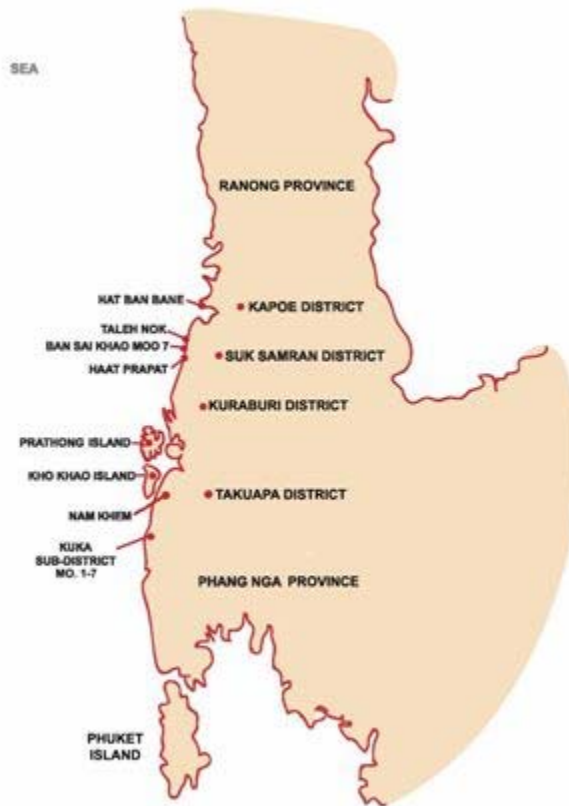 SEA
RANONG PROVINCE
HAT BAN BANE
KAPOE DISTRICT
TALEH NOK
BAN SAI KHAO MOO 7
HAAT PRAPAT
SUK SAMRAN DISTRICT
KURABURI DISTRICT
PRATHONG ISLAND
KHO KHAO ISLAND
TAKUAPA DISTRICT
NAM KHEM
KUKA
SUB-DISTRICT
MO. 1-7
PHANG NGA PROVINCE
PHUKET
ISLAND